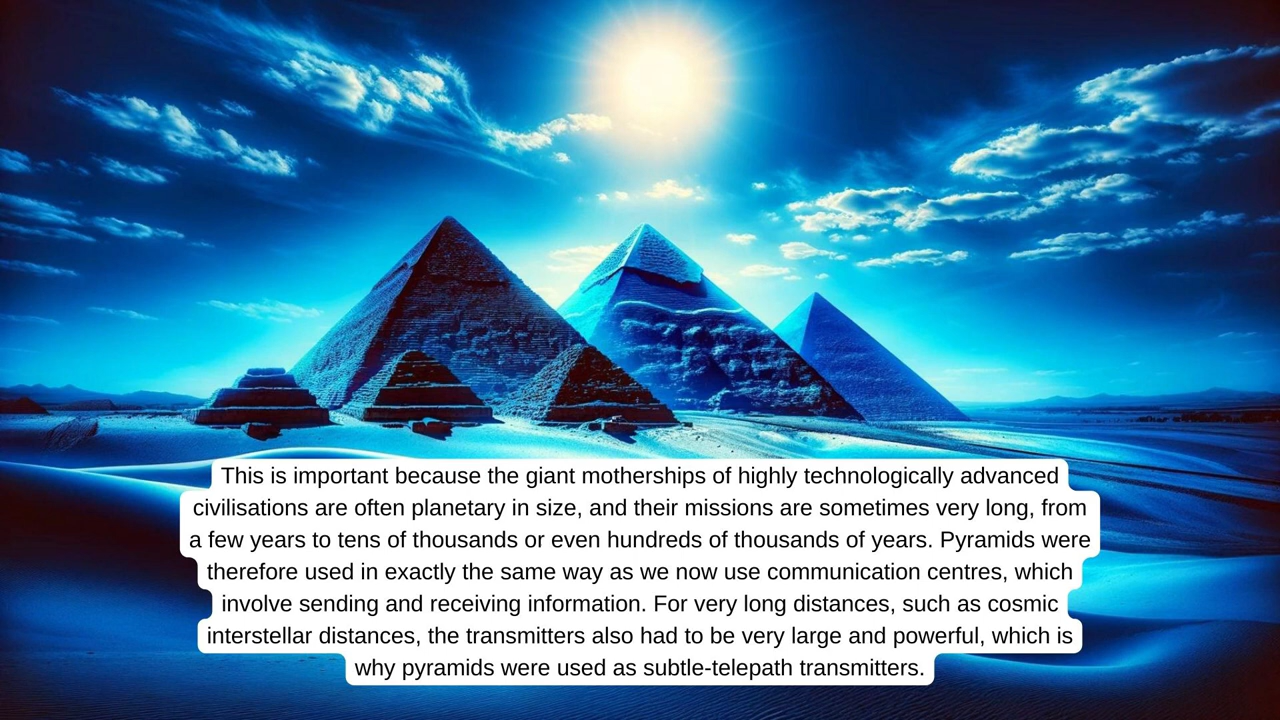 This is important because the giant motherships of highly technologically advanced
civilisations are often planetary in size, and their missions are sometimes very long, from
a few years to tens of thousands or even hundreds of thousands of years. Pyramids were
therefore used in exactly the same way as we now use communication centres, which
involve sending and receiving information. For very long distances, such as cosmic
interstellar distances, the transmitters also had to be very large and powerful, which is
why pyramids were used as subtle-telepath transmitters.